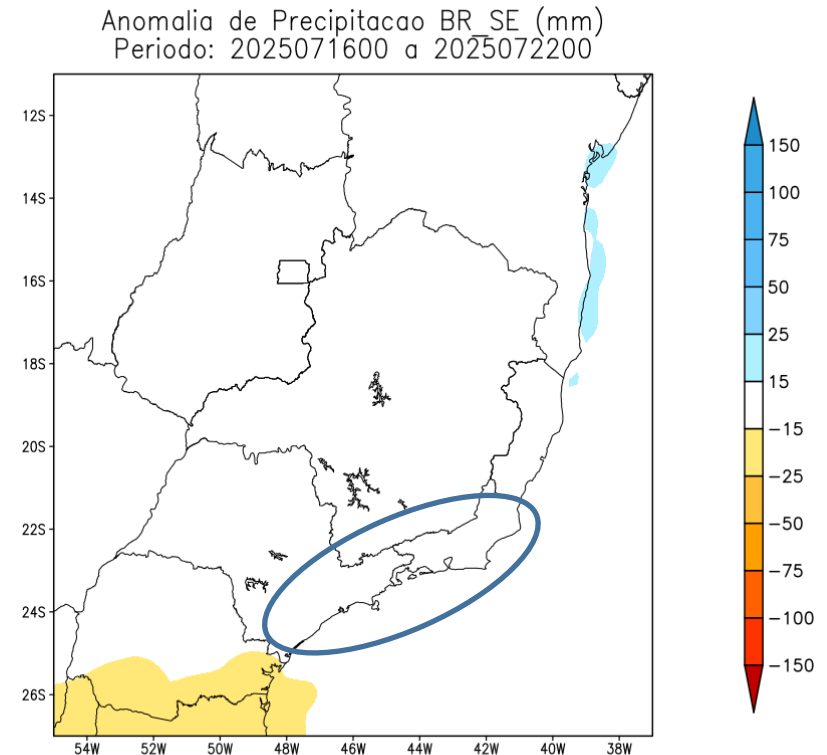 Anomalia de Precipitacao BR_SE (mm)
Periodo: 2025071600 a 2025072200
12S
14S
16S
18S
20S
22S
24S
26S
54W 52W 50W 48W 46W 44W 42W 40W 38W
150
100
75
50
25
15
-15
-25
-50
-75
-100
-150